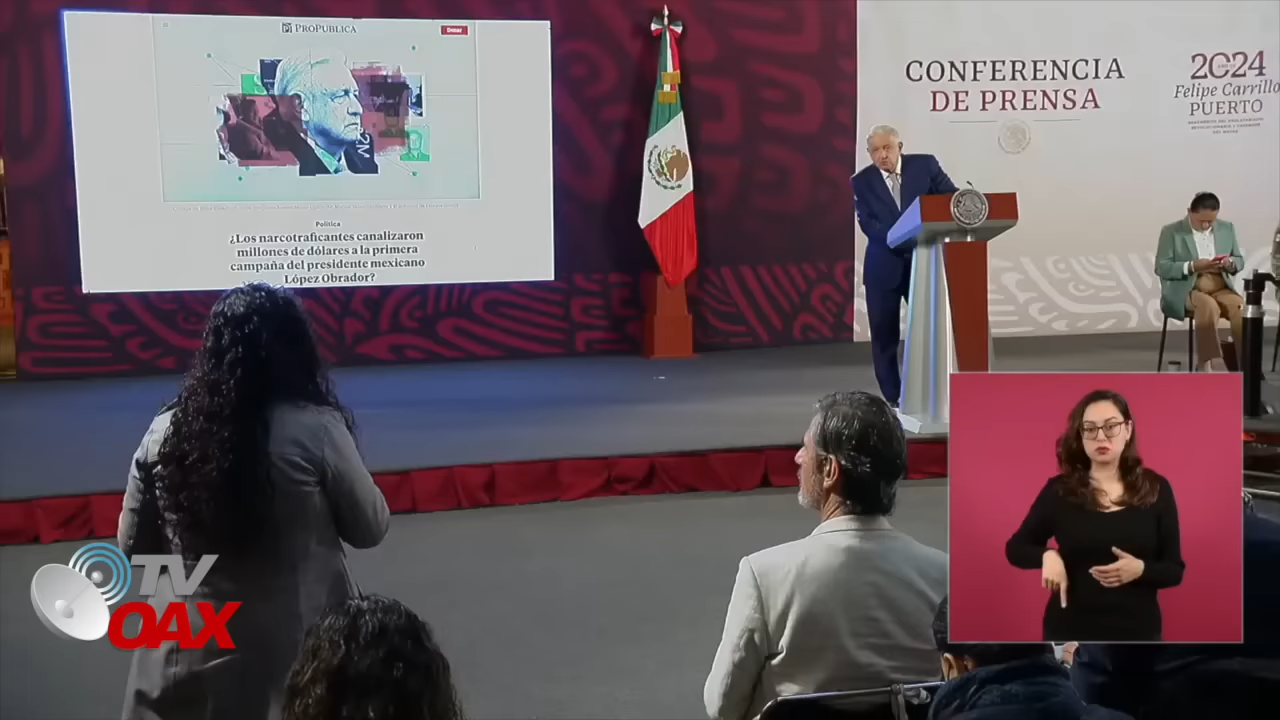 PROPUBLICA
Donar
Política
¿Los narcotraficantes canalizaron
millones de dólares a la primera
campaña del presidente mexicano
López Obrador?
CONFERENCIA
DE PRENSA
2024
Felipe Carrillo
PUERTO
TV
OAX